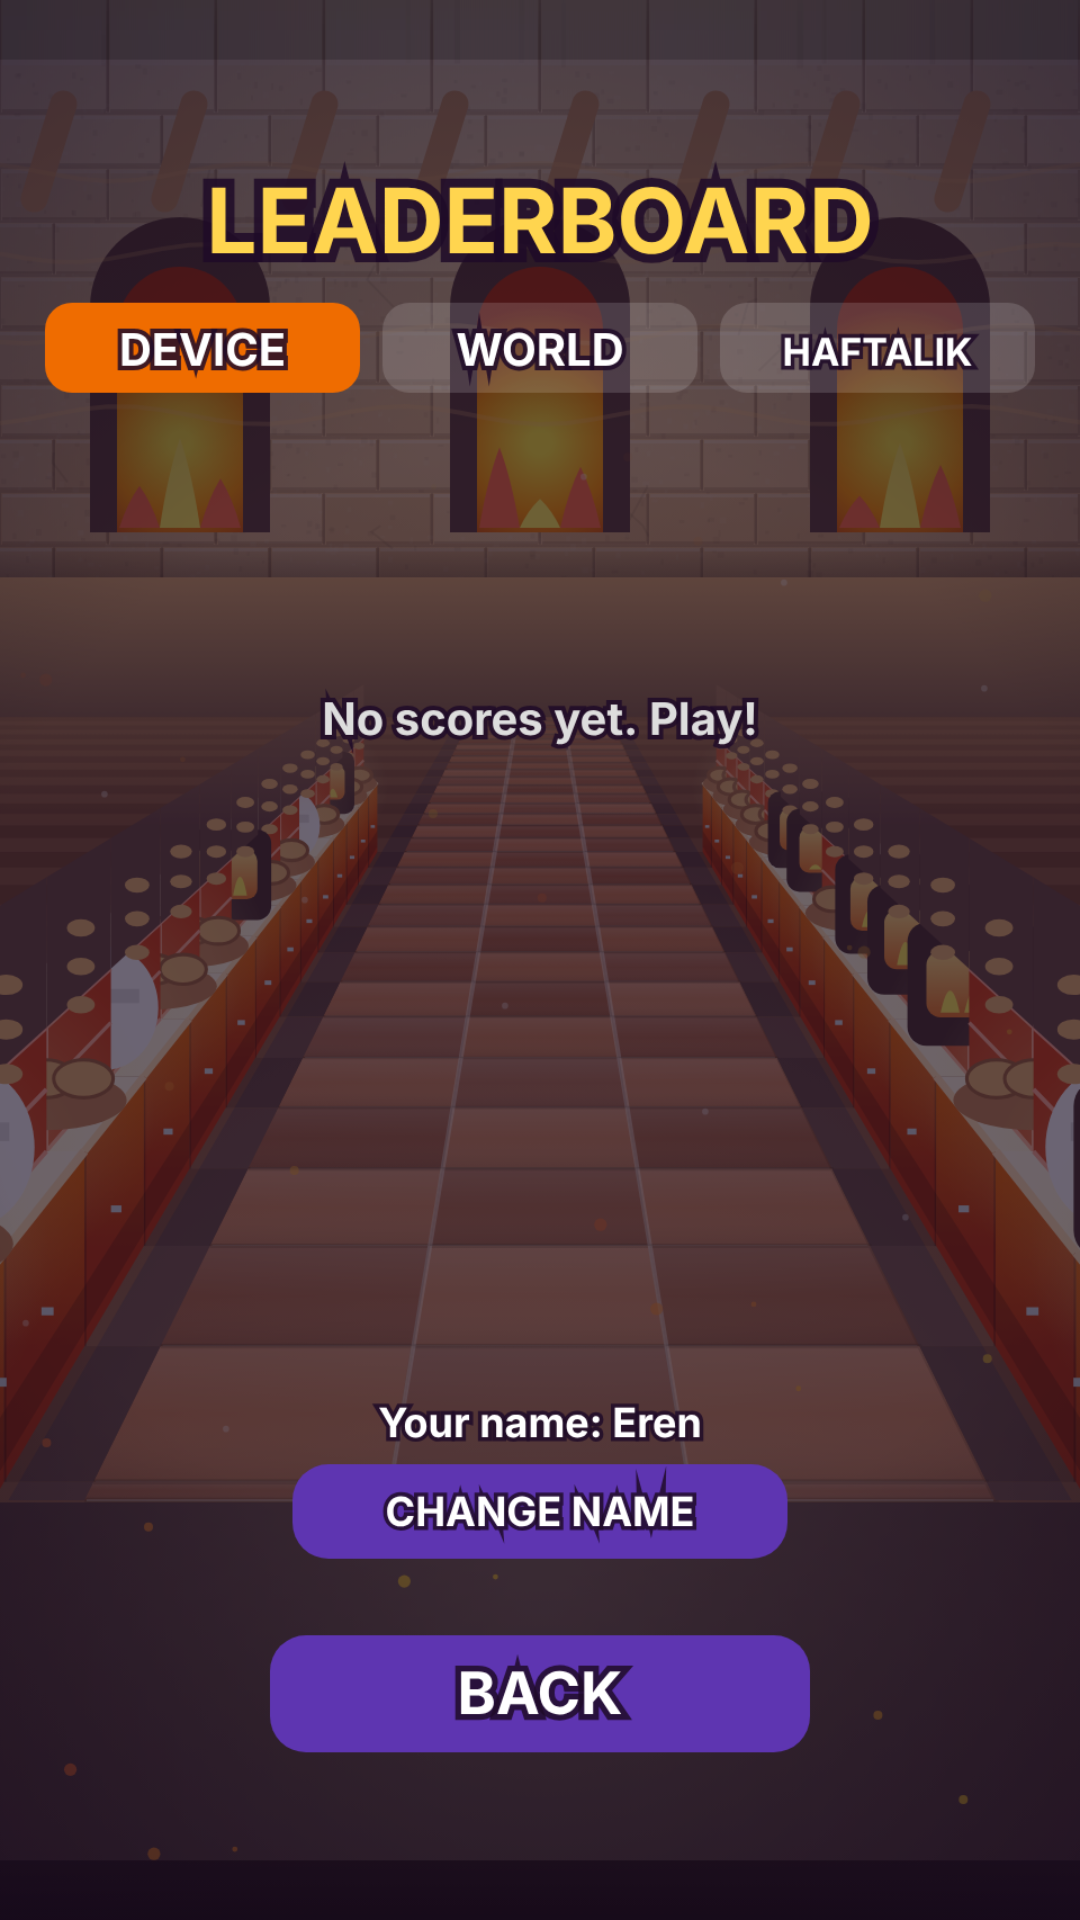 LEADERBOARD
DEVICE
WORLD
HAFTALIK
No scores yet. Play!
Your name: Eren
CHANGE NAME
BACK